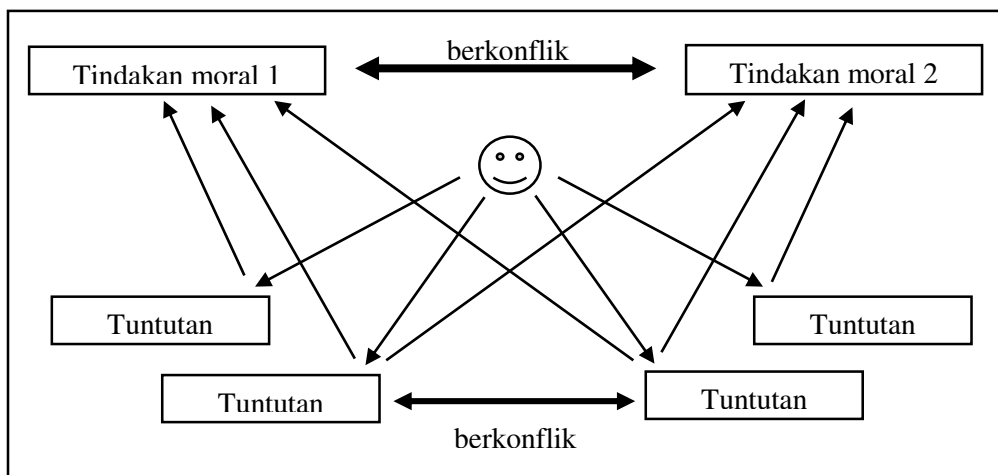 berkonflik
Tindakan moral 1
Tindakan moral 2
Tuntutan
Tuntutan
Tuntutan
Tuntutan
berkonflik